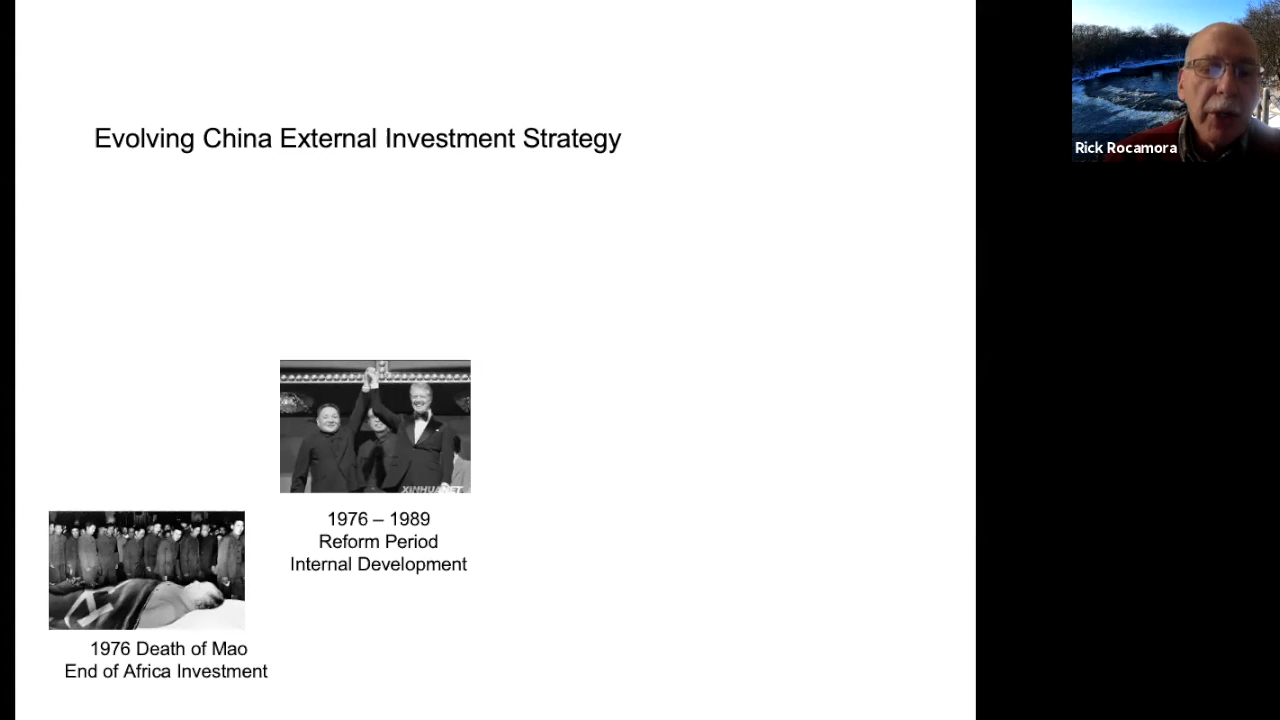 Evolving China External Investment Strategy
Rick Rocamora
XINHUANET
1976 – 1989
Reform Period
Internal Development
1976 Death of Mao
End of Africa Investment